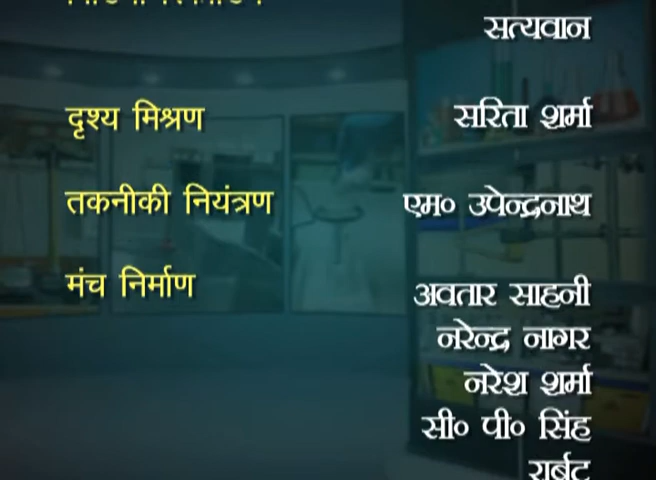 सत्यवान
दृश्य मिश्रण सरिता शर्मा
तकनीकी नियंत्रण एम० उपेन्द्रनाथ
मंच निर्माण अवतार साहनी
नरेन्द्र नागर
नरेश शर्मा
सी० पी० सिंह